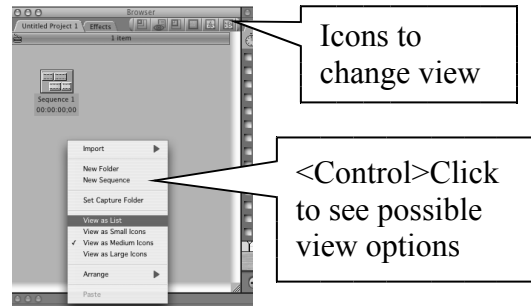 Browser
Untitled Project 1 Effects
1 item
Sequence 1
00:00:00:00
Import
New Folder
New Sequence
Set Capture Folder
View as List
View as Small Icons
✓ View as Medium Icons
View as Large Icons
Arrange
Paste
Icons to
change view
<Control>Click
to see possible
view options